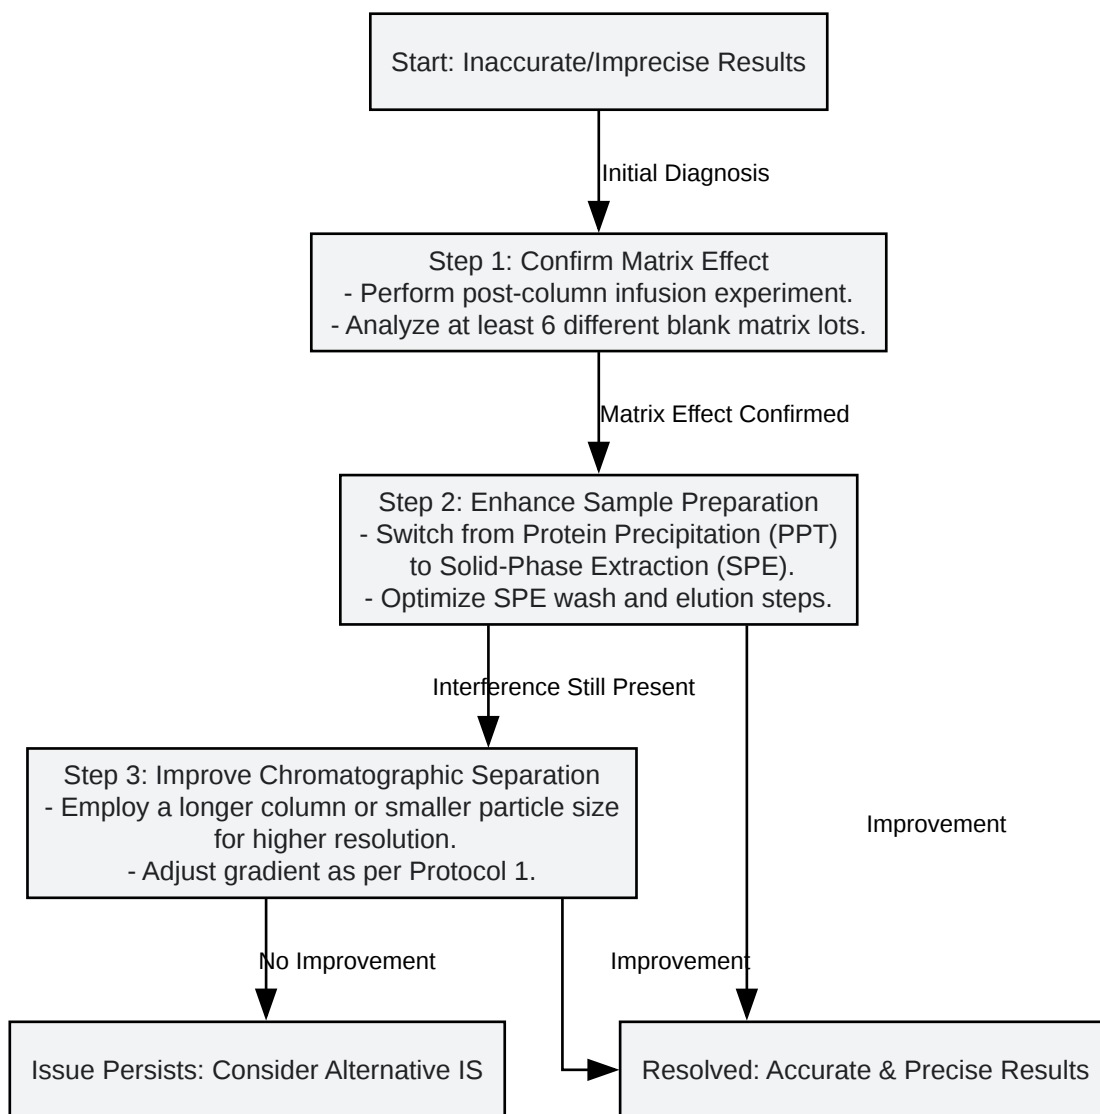 Start: Inaccurate/Imprecise Results
Initial Diagnosis
Step 1: Confirm Matrix Effect
- Perform post-column infusion experiment.
- Analyze at least 6 different blank matrix lots.
Matrix Effect Confirmed
Step 2: Enhance Sample Preparation
- Switch from Protein Precipitation (PPT)
to Solid-Phase Extraction (SPE).
- Optimize SPE wash and elution steps.
Interference Still Present
Step 3: Improve Chromatographic Separation
- Employ a longer column or smaller particle size
for higher resolution.
- Adjust gradient as per Protocol 1.
Improvement
No Improvement
Improvement
Issue Persists: Consider Alternative IS
Resolved: Accurate & Precise Results